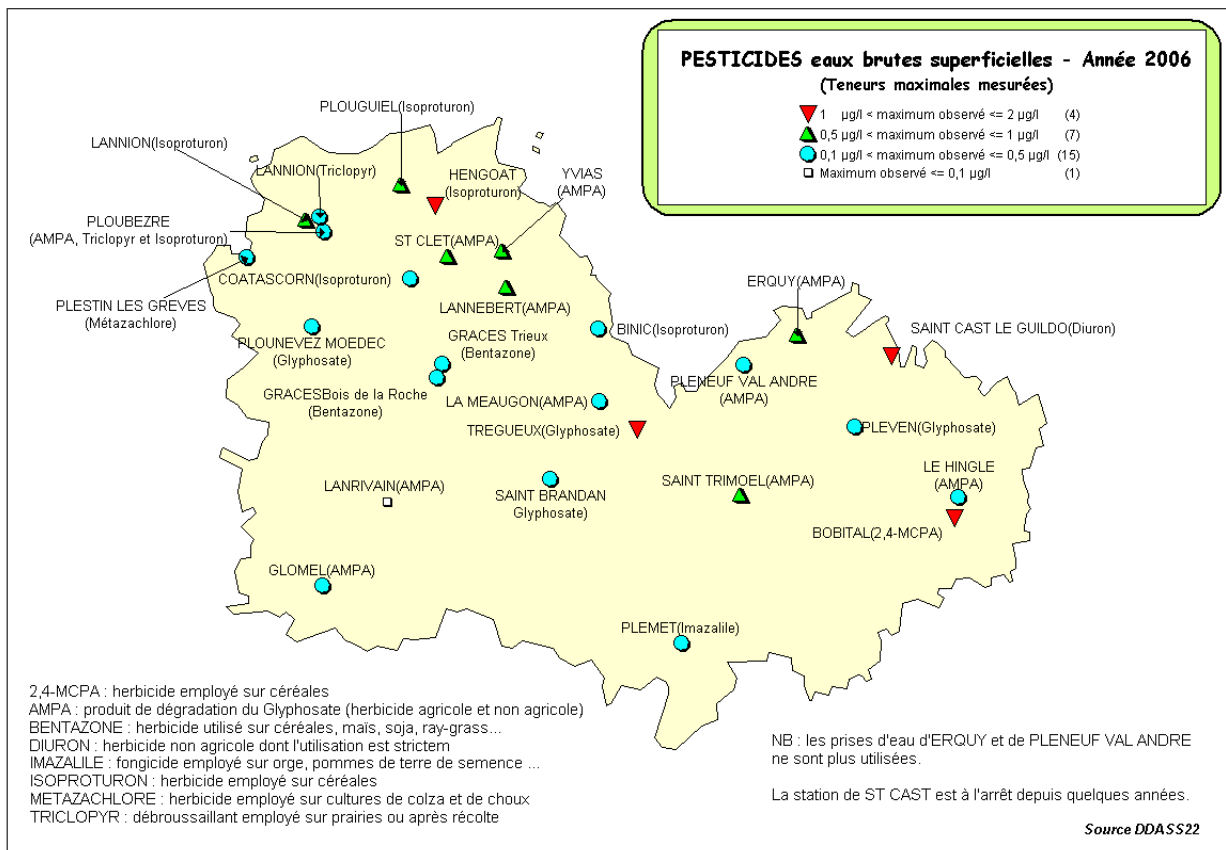 PESTICIDES eaux brutes superficielles - Année 2006
(Teneurs maximales mesurées)
1 µg/l < maximum observé <= 2 µg/l (4)
0,5 µg/l < maximum observé <= 1 µg/l (7)
0,1 µg/l < maximum observé <= 0,5 µg/l (15)
Maximum observé <= 0,1 µg/l (1)
PLOUGUIEL(Isoproturon)
LANNION(Isoproturon)
LANNION(Triclopyr)
HENGOAT
(Isoproturon)
YVIAS
(AMPA)
PLOUBEZRE
(AMPA, Triclopyr et Isoproturon)
ST CLET(AMPA)
COATASCORN(Isoproturon)
ERQUY(AMPA)
PLESTIN LES GREVES
(Métazachlore)
LANNEBERT(AMPA)
BINIC(Isoproturon)
SAINT CAST LE GUILDO(Diuron)
PLOUNEVEZ MOEDEC
(Glyphosate)
GRACES Trieux
(Bentazone)
PLENEUF VAL ANDRE
(AMPA)
GRACESBois de la Roche
(Bentazone)
LA MEAUGON(AMPA)
TREGUEUX(Glyphosate)
PLEVEN(Glyphosate)
LE HINGLE
(AMPA)
LANRIVAIN(AMPA)
SAINT BRANDAN
Glyphosate)
SAINT TRIMOEL(AMPA)
BOBITAL(2,4-MCPA)
GLOMEL(AMPA)
PLEMET(Imazalile)
2,4-MCPA : herbicide employé sur céréales
AMPA : produit de dégradation du Glyphosate (herbicide agricole et non agricole)
BENTAZONE : herbicide utilisé sur céréales, maïs, soja, ray-grass...
DIURON : herbicide non agricole dont l'utilisation est strictem
IMAZALILE : fongicide employé sur orge, pommes de terre de semence ...
ISOPROTURON : herbicide employé sur céréales
METAZACHLORE : herbicide employé sur cultures de colza et de choux
TRICLOPYR : débroussaillant employé sur prairies ou après récolte
NB : les prises d'eau d'ERQUY et de PLENEUF VAL ANDRE
ne sont plus utilisées.
La station de ST CAST est à l'arrêt depuis quelques années.
Source DDASS22